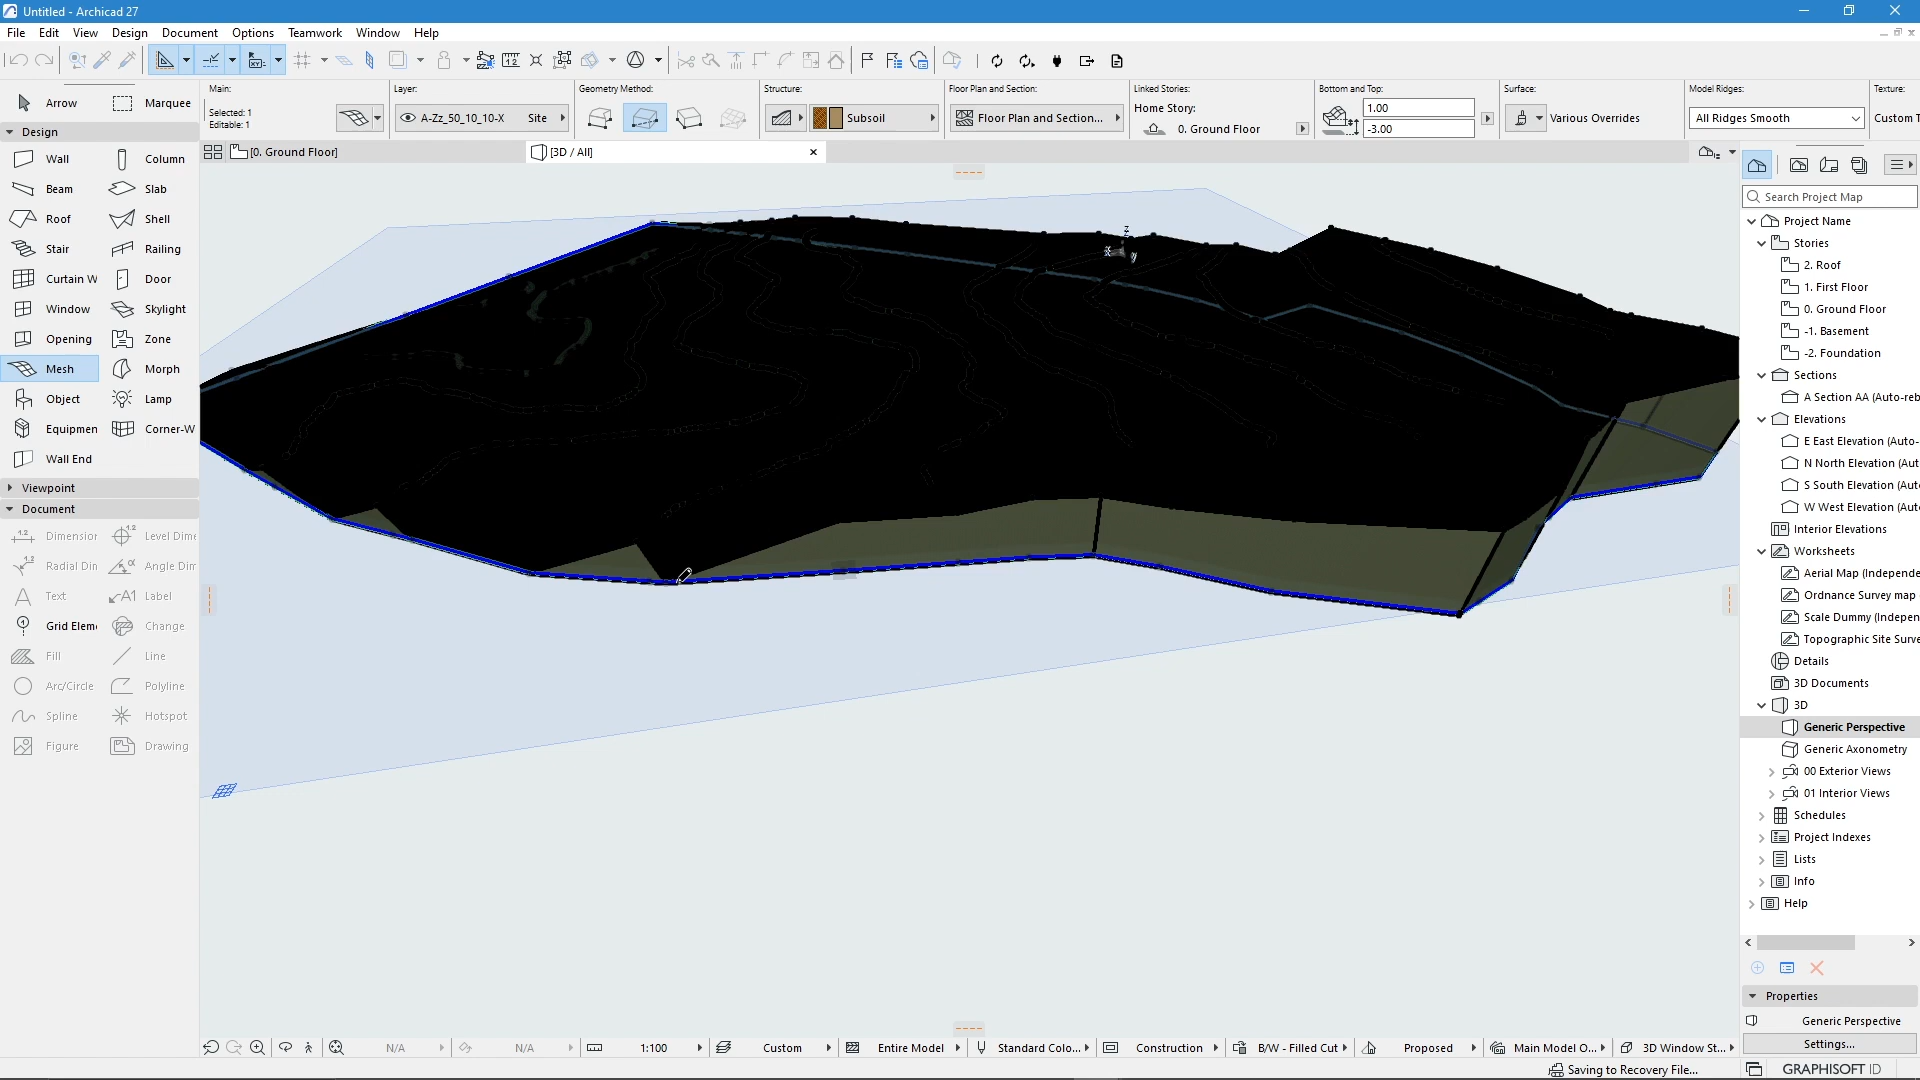 Untitled - Archicad 27
File Edit View Design Document Options Teamwork Window Help
Main:
Selected: 1
Editable: 1
Layer:
A-Zz_50_10_10-X Site
Geometry Method:
Structure:
Subsoil
Floor Plan and Section:
Floor Plan and Section...
Linked Stories:
Home Story:
0. Ground Floor
Bottom and Top:
1.00
-3.00
Surface:
Various Overrides
Model Ridges:
All Ridges Smooth
Texture:
Custom T
Arrow Marquee
Design
Wall Column
Beam Slab
Roof Shell
Stair Railing
Curtain W Door
Window Skylight
Opening Zone
Mesh Morph
Object Lamp
Equipmen Corner-W
Wall End
Viewpoint
Document
Dimensior Level Dime
Radial Din Angle Dim
Text Label
Grid Eleme Change
Fill Line
Arc/Circle Polyline
Spline Hotspot
Figure Drawing
[0. Ground Floor]
[3D / All]
z
x
y
Search Project Map
Project Name
Stories
2. Roof
1. First Floor
0. Ground Floor
-1. Basement
-2. Foundation
Sections
A Section AA (Auto-reb
Elevations
E East Elevation (Auto-
N North Elevation (Aut
S South Elevation (Aut
W West Elevation (Aut
Interior Elevations
Worksheets
Aerial Map (Independe
Ordnance Survey map
Scale Dummy (Indepen
Topographic Site Surve
Details
3D Documents
3D
Generic Perspective
Generic Axonometry
00 Exterior Views
01 Interior Views
Schedules
Project Indexes
Lists
Info
Help
Properties
Generic Perspective
Settings...
N/A N/A 1:100 Custom Entire Model Standard Colo... Construction B/W - Filled Cut Proposed Main Model O... 3D Window St...
Saving to Recovery File...
GRAPHISOFT ID